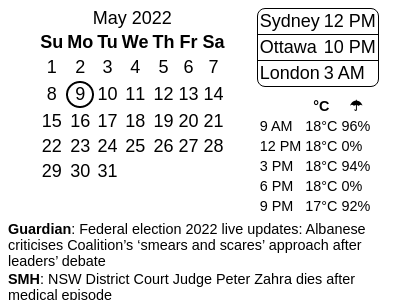 May 2022
Su Mo Tu We Th Fr Sa
1 2 3 4 5 6 7
8 9 10 11 12 13 14
15 16 17 18 19 20 21
22 23 24 25 26 27 28
29 30 31
Sydney 12 PM
Ottawa 10 PM
London 3 AM
°C ☂
9 AM 18°C 96%
12 PM 18°C 0%
3 PM 18°C 94%
6 PM 18°C 0%
9 PM 17°C 92%
Guardian: Federal election 2022 live updates: Albanese
criticises Coalition’s ‘smears and scares’ approach after
leaders’ debate
SMH: NSW District Court Judge Peter Zahra dies after
medical episode